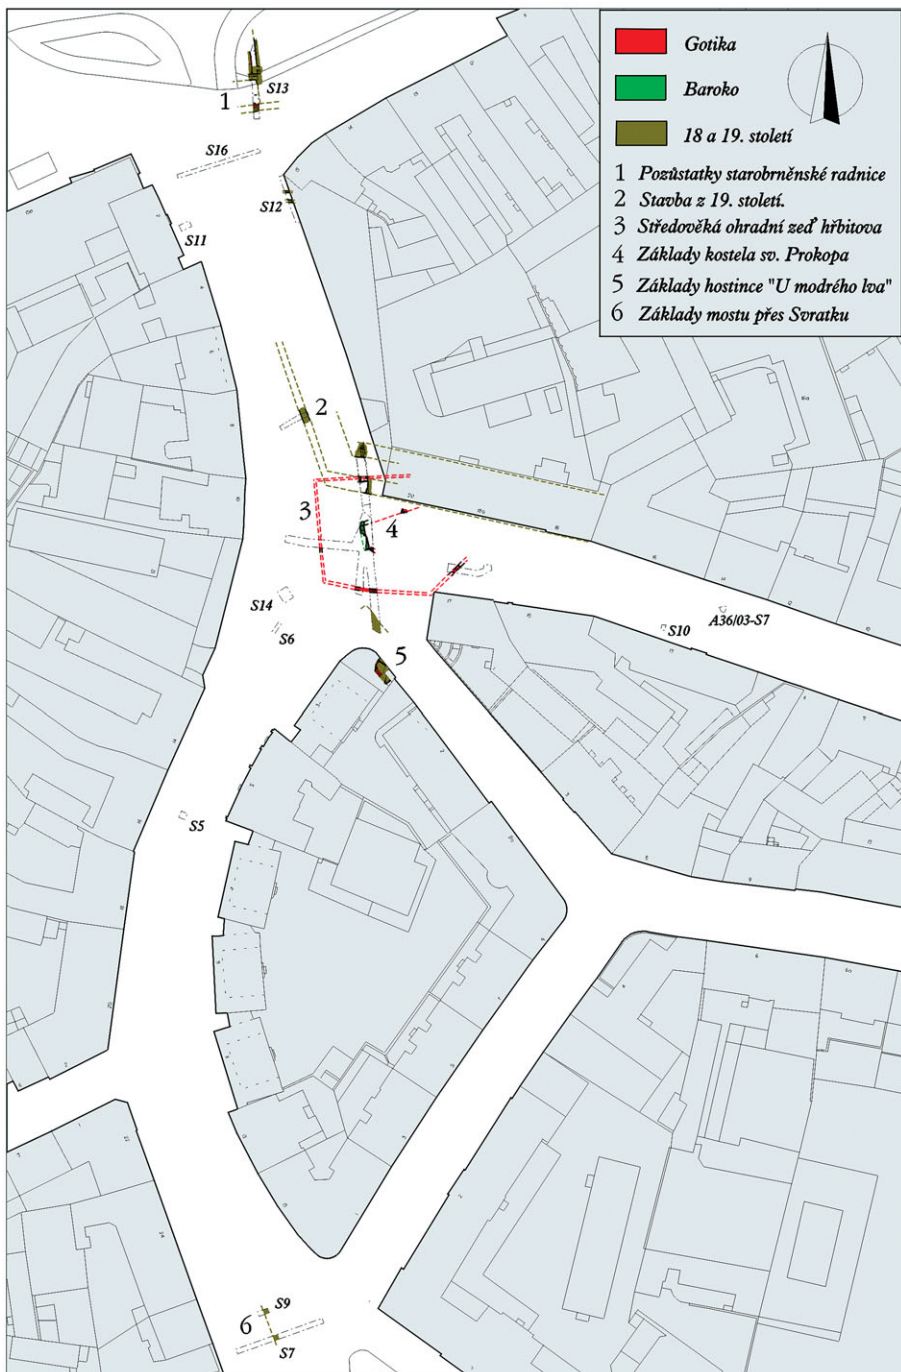 Gotika
Baroko
18 a 19. století
1 Pozůstatky starobrněnské radnice
2 Stavba z 19. století.
3 Středověká ohradní zeď hřbitova
4 Základy kostela sv. Prokopa
5 Základy hostince "U modrého lva"
6 Základy mostu přes Svratku
S13
1
S16
S12
S11
2
3
4
S14
S6
A36/03-S7
S10
5
S5
S9
6
S7